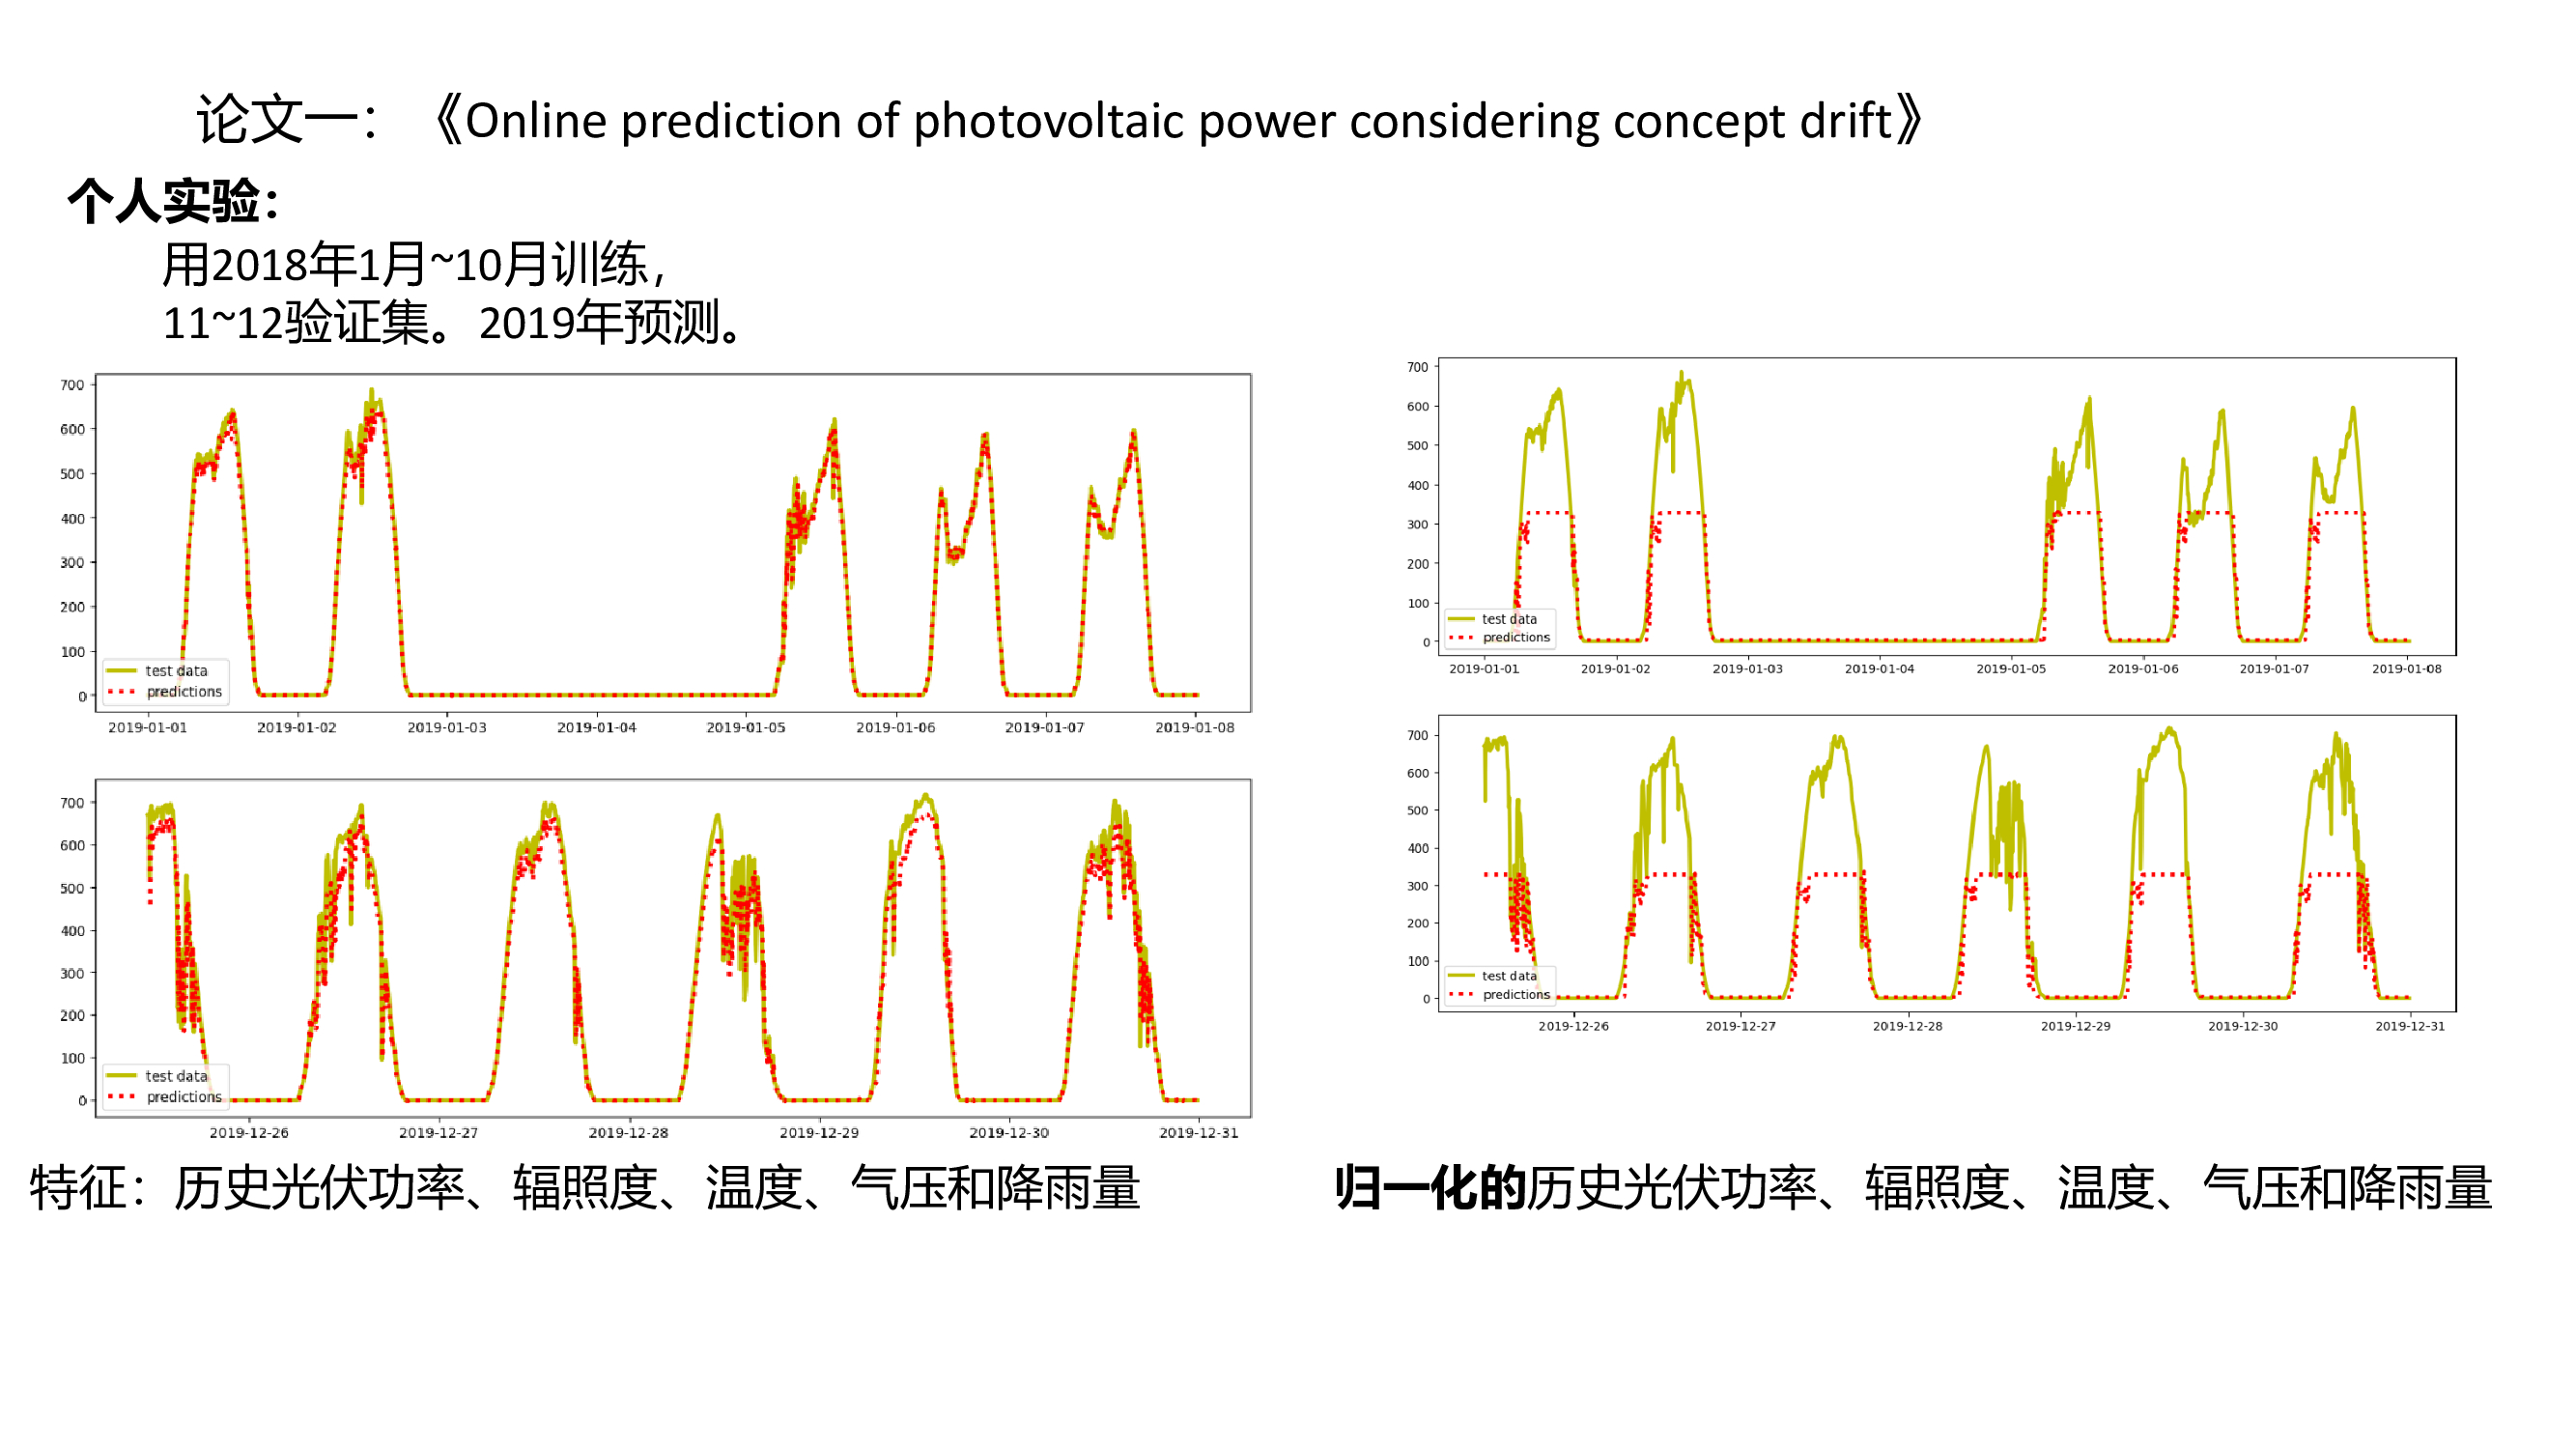 论文一：《Online prediction of photovoltaic power considering concept drift》
个人实验：
用2018年1月~10月训练，
11~12验证集。2019年预测。
700
600
500
400
300
200
100
0
test data
predictions
2019-01-01 2019-01-02 2019-01-03 2019-01-04 2019-01-05 2019-01-06 2019-01-07 2019-01-08
700
600
500
400
300
200
100
0
test data
predictions
2019-12-26 2019-12-27 2019-12-28 2019-12-29 2019-12-30 2019-12-31
特征：历史光伏功率、辐照度、温度、气压和降雨量
700
600
500
400
300
200
100
0
test data
predictions
2019-01-01 2019-01-02 2019-01-03 2019-01-04 2019-01-05 2019-01-06 2019-01-07 2019-01-08
700
600
500
400
300
200
100
0
test data
predictions
2019-12-26 2019-12-27 2019-12-28 2019-12-29 2019-12-30 2019-12-31
归一化的历史光伏功率、辐照度、温度、气压和降雨量